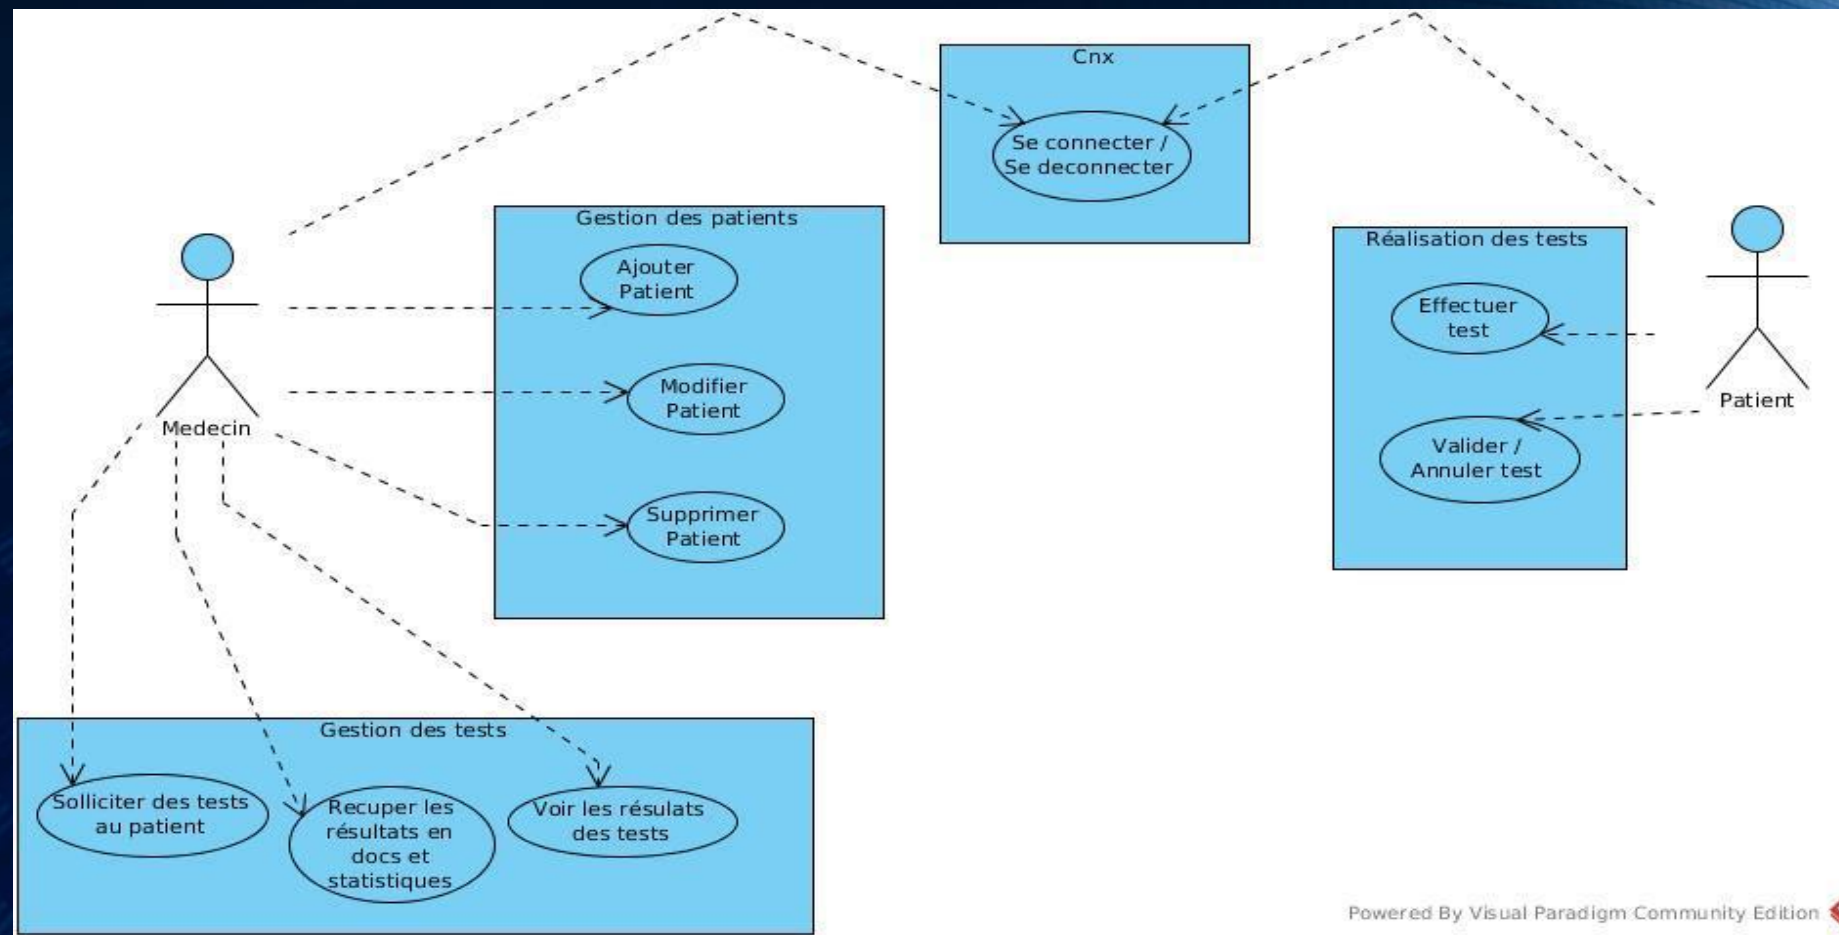 Cnx
Se connecter /
Se deconnecter
Gestion des patients
Ajouter
Patient
Modifier
Patient
Supprimer
Patient
Réalisation des tests
Effectuer
test
Valider /
Annuler test
Patient
Medecin
Gestion des tests
Solliciter des tests
au patient
Recuper les
résultats en
docs et
statistiques
Voir les résulats
des tests
Powered By Visual Paradigm Community Edition